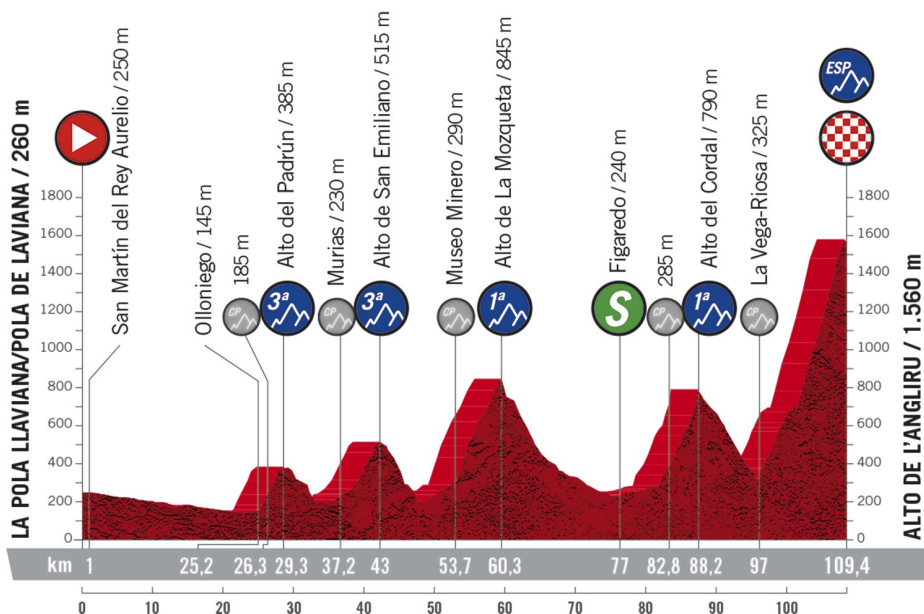 LA POLA LLAVIANA/POLA DE LAVIANA / 260 m
San Martín del Rey Aurelio / 250 m
Olloniego / 145 m
185 m
Alto del Padrún / 385 m
Murias / 230 m
Alto de San Emiliano / 515 m
Museo Minero / 290 m
Alto de La Mozqueta / 845 m
Figaredo / 240 m
285 m
Alto del Cordal / 790 m
La Vega-Riosa / 325 m
ALTO DE L'ANGLIRU / 1.560 m
ESP
CP
3ª
CP
3ª
CP
1ª
S
CP
1ª
CP
1800
1600
1400
1200
1000
800
600
400
200
0
1800
1600
1400
1200
1000
800
600
400
200
0
km 1 25,2 26,3 29,3 37,2 43 53,7 60,3 77 82,8 88,2 97 109,4
0 10 20 30 40 50 60 70 80 90 100